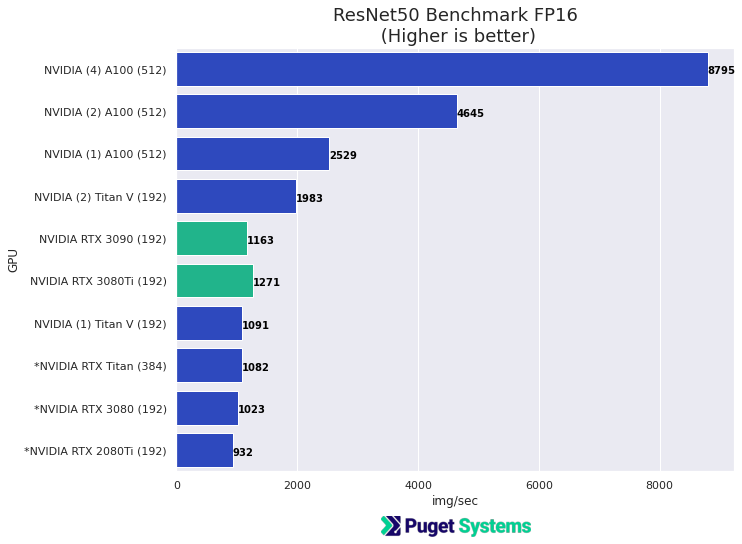 ResNet50 Benchmark FP16
(Higher is better)
NVIDIA (4) A100 (512)
8795
NVIDIA (2) A100 (512)
4645
NVIDIA (1) A100 (512)
2529
NVIDIA (2) Titan V (192)
1983
NVIDIA RTX 3090 (192)
1163
NVIDIA RTX 3080Ti (192)
1271
NVIDIA (1) Titan V (192)
1091
*NVIDIA RTX Titan (384)
1082
*NVIDIA RTX 3080 (192)
1023
*NVIDIA RTX 2080Ti (192)
932
GPU
0 2000 4000 6000 8000
img/sec
Puget Systems